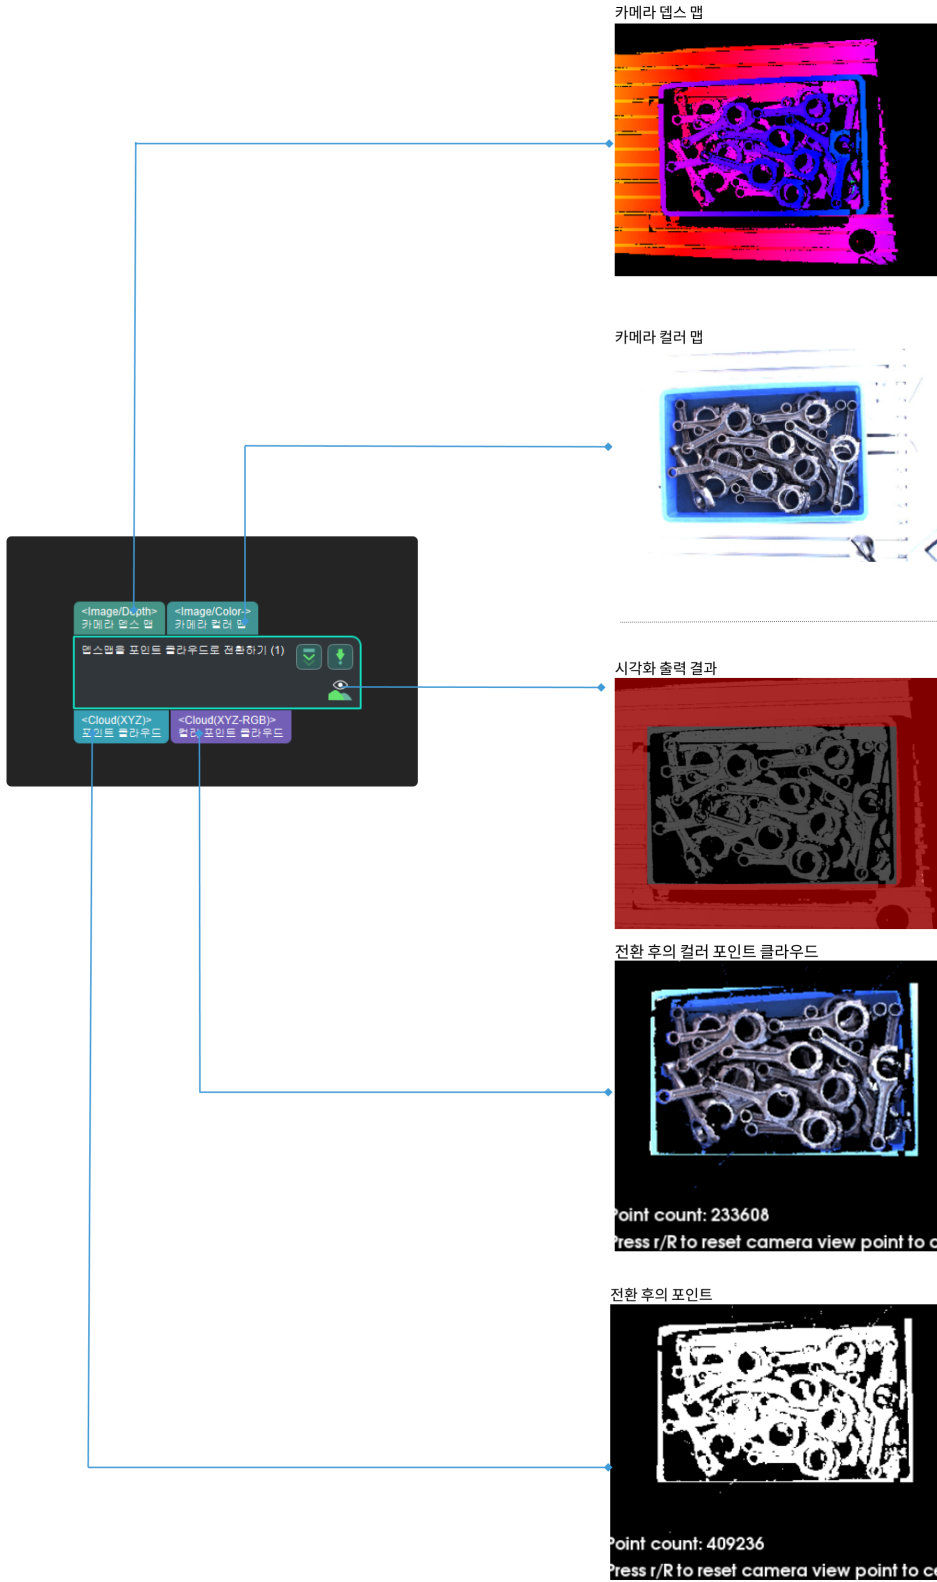 카메라 뎁스 맵
카메라 컬러 맵
<Image/Depth>
카메라 뎁스 맵
<Image/Color->
카메라 컬러 맵
뎁스맵을 포인트 클라우드로 전환하기 (1)
<Cloud(XYZ)>
포인트 클라우드
<Cloud(XYZ-RGB)>
컬러 포인트 클라우드
시각화 출력 결과
전환 후의 컬러 포인트 클라우드
Point count: 233608
Press r/R to reset camera view point to c
전환 후의 포인트
Point count: 409236
Press r/R to reset camera view point to ce